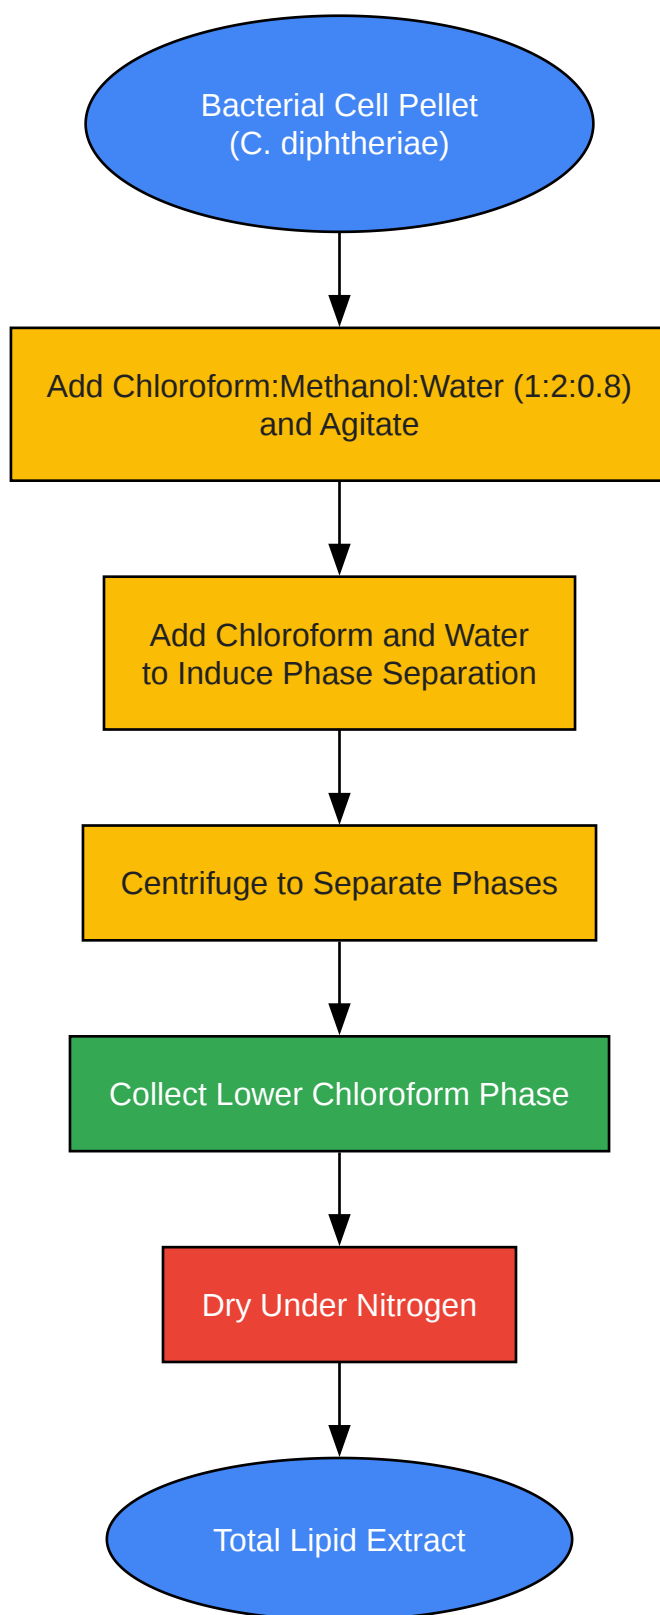 Bacterial Cell Pellet
(C. diphtheriae)
Add Chloroform:Methanol:Water (1:2:0.8)
and Agitate
Add Chloroform and Water
to Induce Phase Separation
Centrifuge to Separate Phases
Collect Lower Chloroform Phase
Dry Under Nitrogen
Total Lipid Extract